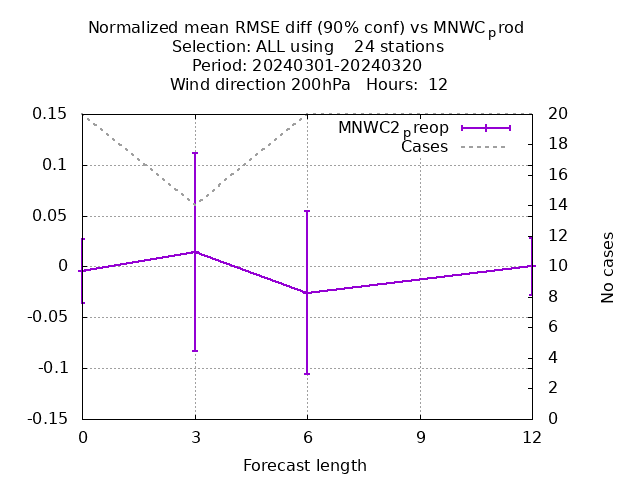 Normalized mean RMSE diff (90% conf) vs MNWC_prod
Selection: ALL using    24 stations
Period: 20240301-20240320
Wind direction 200hPa   Hours:  12
MNWC2_preop
Cases
0.15
0.1
0.05
0
-0.05
-0.1
-0.15
20
18
16
14
12
10
8
6
4
2
0
No cases
0 3 6 9 12
Forecast length